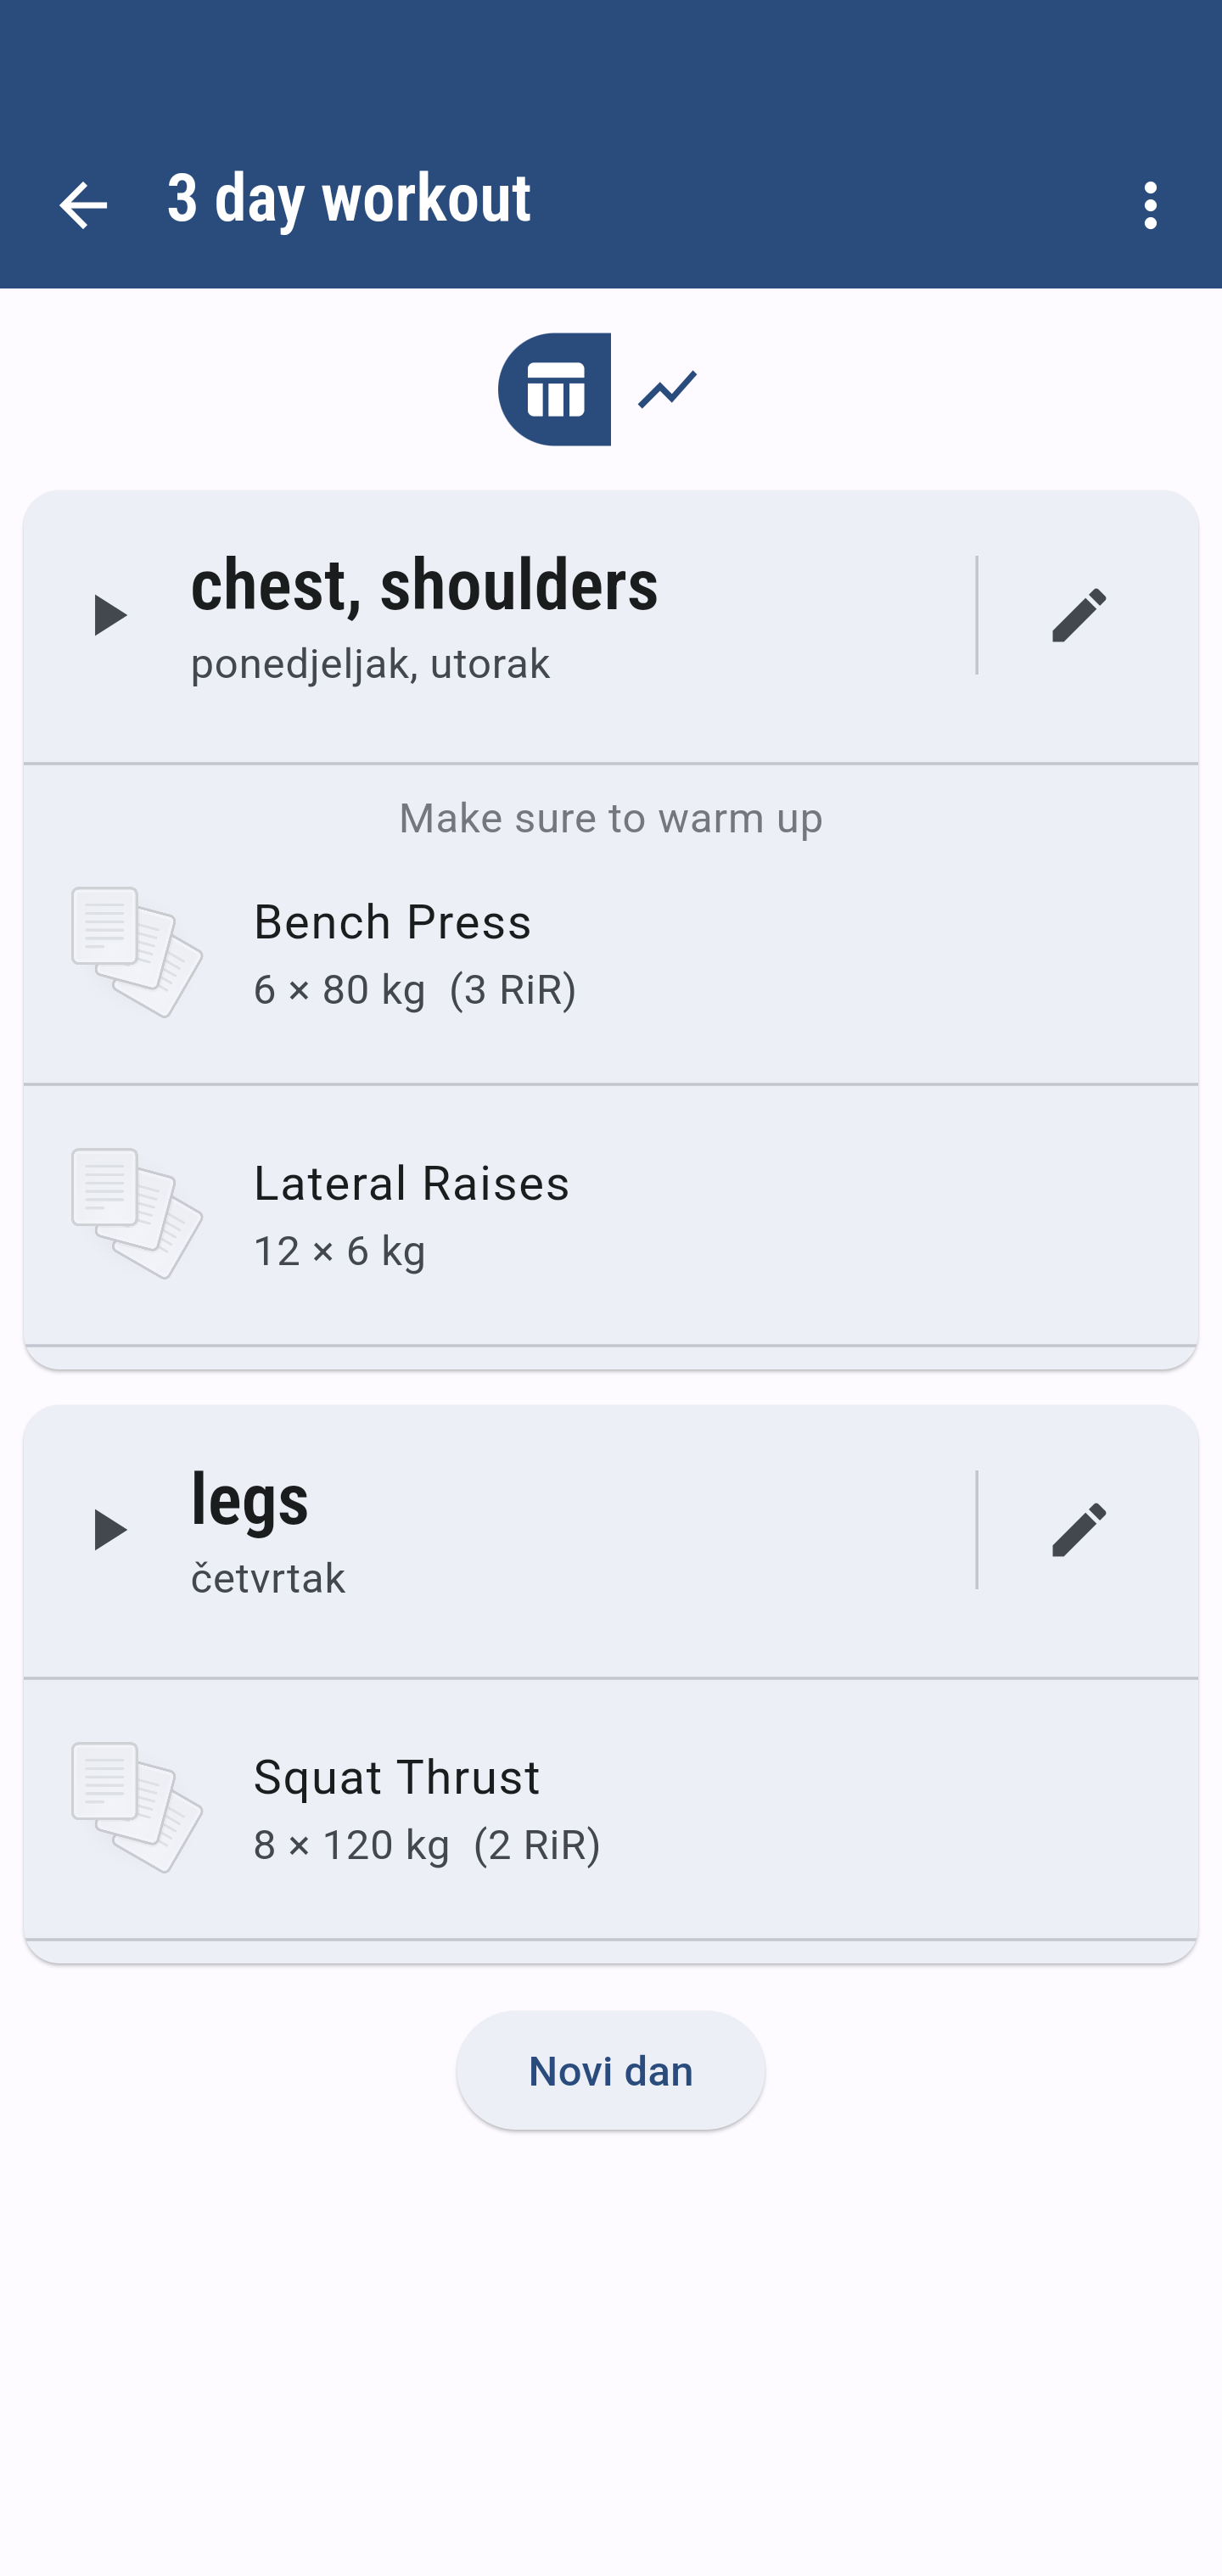 3 day workout
chest, shoulders
ponedjeljak, utorak
Make sure to warm up
Bench Press
6 × 80 kg (3 RiR)
Lateral Raises
12 × 6 kg
legs
četvrtak
Squat Thrust
8 × 120 kg (2 RiR)
Novi dan